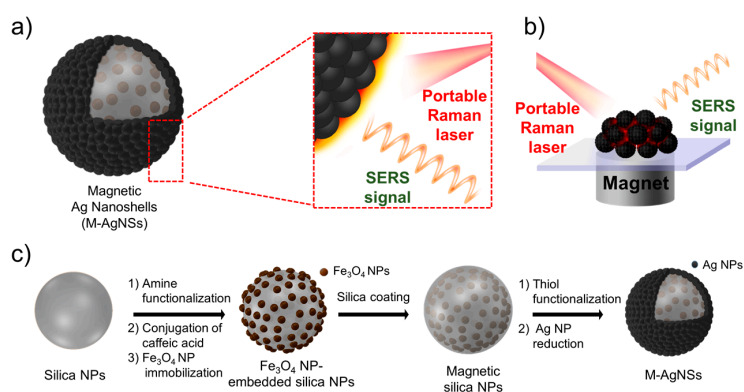 a)
Magnetic
Ag Nanoshells
(M-AgNSs)
Portable
Raman
laser
SERS
signal
b)
Portable
Raman
laser
SERS
signal
Magnet
c)
Silica NPs
1) Amine
functionalization
2) Conjugation of
caffeic acid
3) Fe₃O₄ NP
immobilization
Fe₃O₄ NPs
Fe₃O₄ NP-
embedded silica NPs
Silica coating
Magnetic
silica NPs
1) Thiol
functionalization
2) Ag NP
reduction
Ag NPs
M-AgNSs